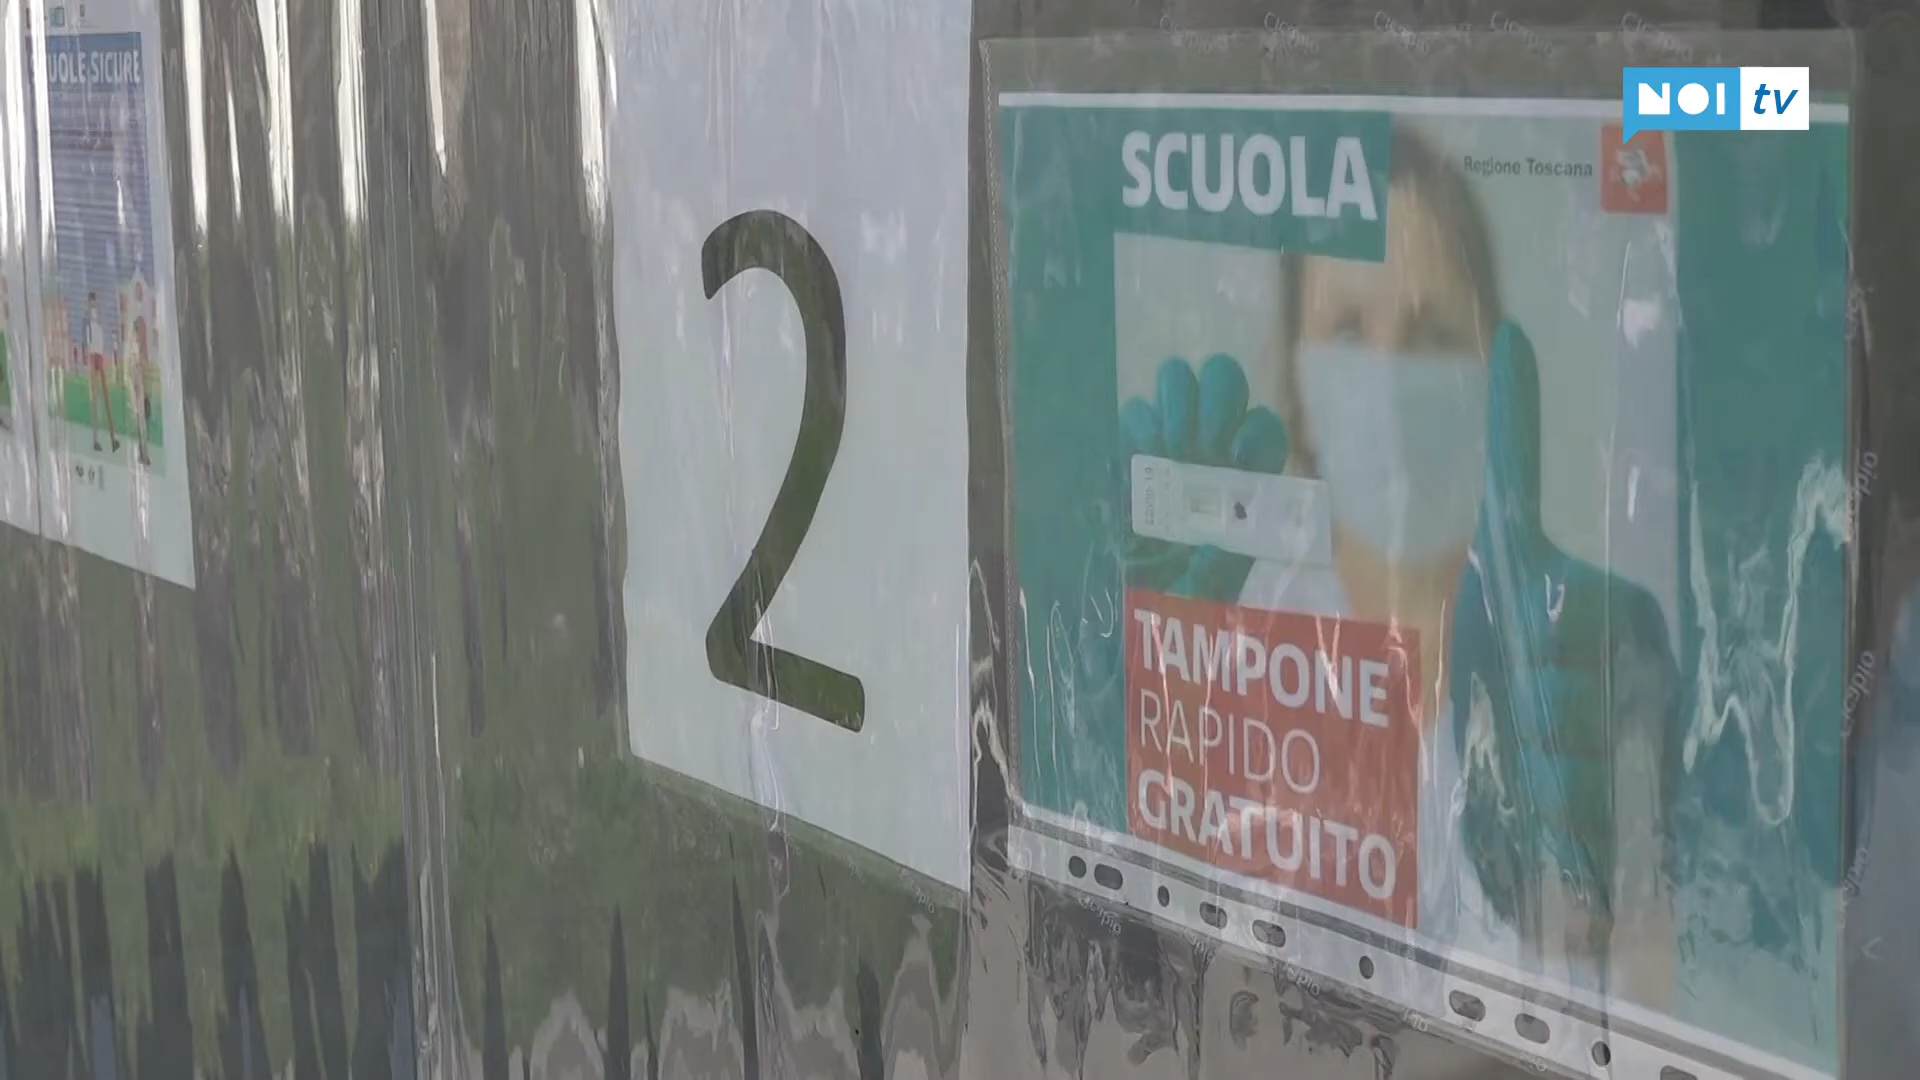 SCUOLE SICURE
2
SCUOLA
Regione Toscana
TAMPONE
RAPIDO
GRATUITO
NOI tv